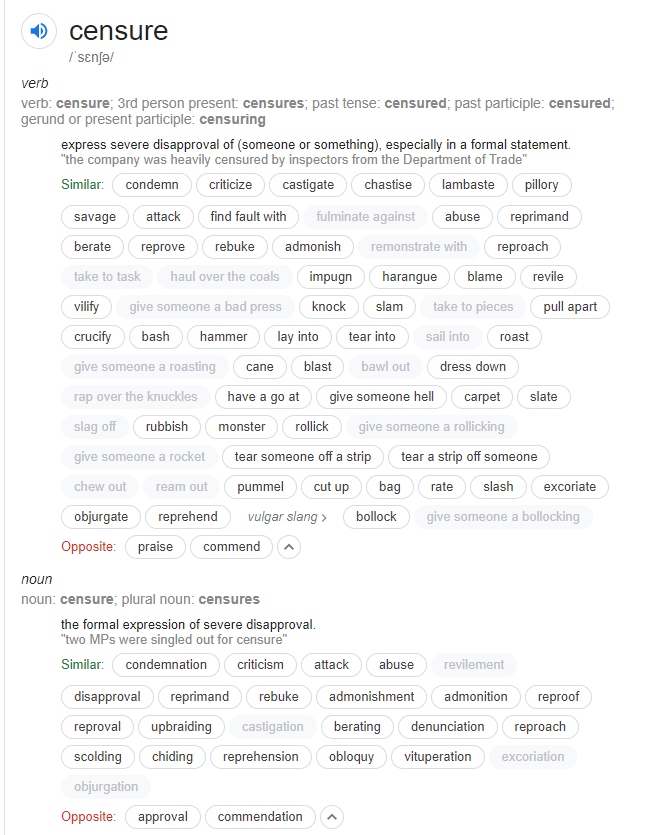 censure
/ˈsɛnʃə/
verb
verb: censure; 3rd person present: censures; past tense: censured; past participle: censured;
gerund or present participle: censuring
express severe disapproval of (someone or something), especially in a formal statement.
"the company was heavily censured by inspectors from the Department of Trade"
Similar: condemn criticize castigate chastise lambaste pillory
savage attack find fault with fulminate against abuse reprimand
berate reprove rebuke admonish remonstrate with reproach
take to task haul over the coals impugn harangue blame revile
vilify give someone a bad press knock slam take to pieces pull apart
crucify bash hammer lay into tear into sail into roast
give someone a roasting cane blast bawl out dress down
rap over the knuckles have a go at give someone hell carpet slate
slag off rubbish monster rollick give someone a rollicking
give someone a rocket tear someone off a strip tear a strip off someone
chew out ream out pummel cut up bag rate slash excoriate
objurgate reprehend vulgar slang › bollock give someone a bollocking
Opposite: praise commend
noun
noun: censure; plural noun: censures
the formal expression of severe disapproval.
"two MPs were singled out for censure"
Similar: condemnation criticism attack abuse revilement
disapproval reprimand rebuke admonishment admonition reproof
reproval upbraiding castigation berating denunciation reproach
scolding chiding reprehension obloquy vituperation excoriation
objurgation
Opposite: approval commendation